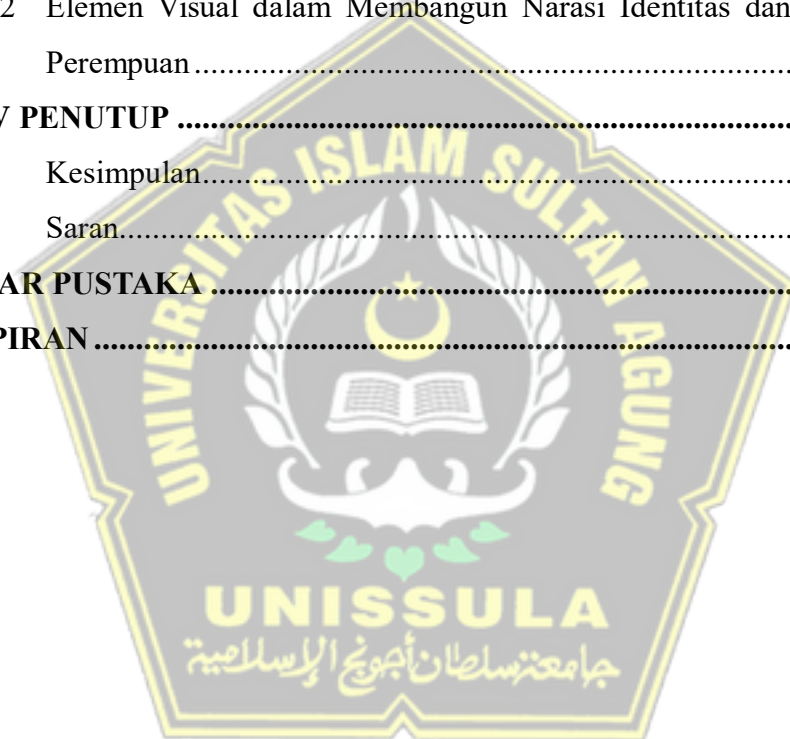 2 Elemen Visual dalam Membangun Narasi Identitas dan
Perempuan ..........................................................................
V PENUTUP ..........................................................................
Kesimpulan ..........................................................................
Saran ..........................................................................
AR PUSTAKA ..........................................................................
PIRAN ..........................................................................
UNIVERSITAS ISLAM SULTAN AGUNG
UNISSULA
جامعة سلطان أجونج الإسلامية